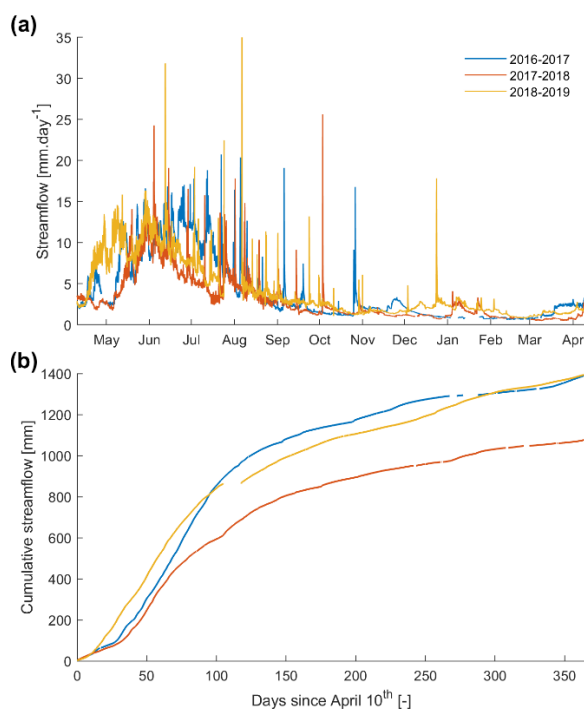 (a)
35
30
25
20
15
10
5
0
Streamflow [mm.day⁻¹]
2016-2017
2017-2018
2018-2019
May Jun Jul Aug Sep Oct Nov Dec Jan Feb Mar Apr
(b)
1400
1200
1000
800
600
400
200
0
Cumulative streamflow [mm]
0 50 100 150 200 250 300 350
Days since April 10ᵗʰ [-]